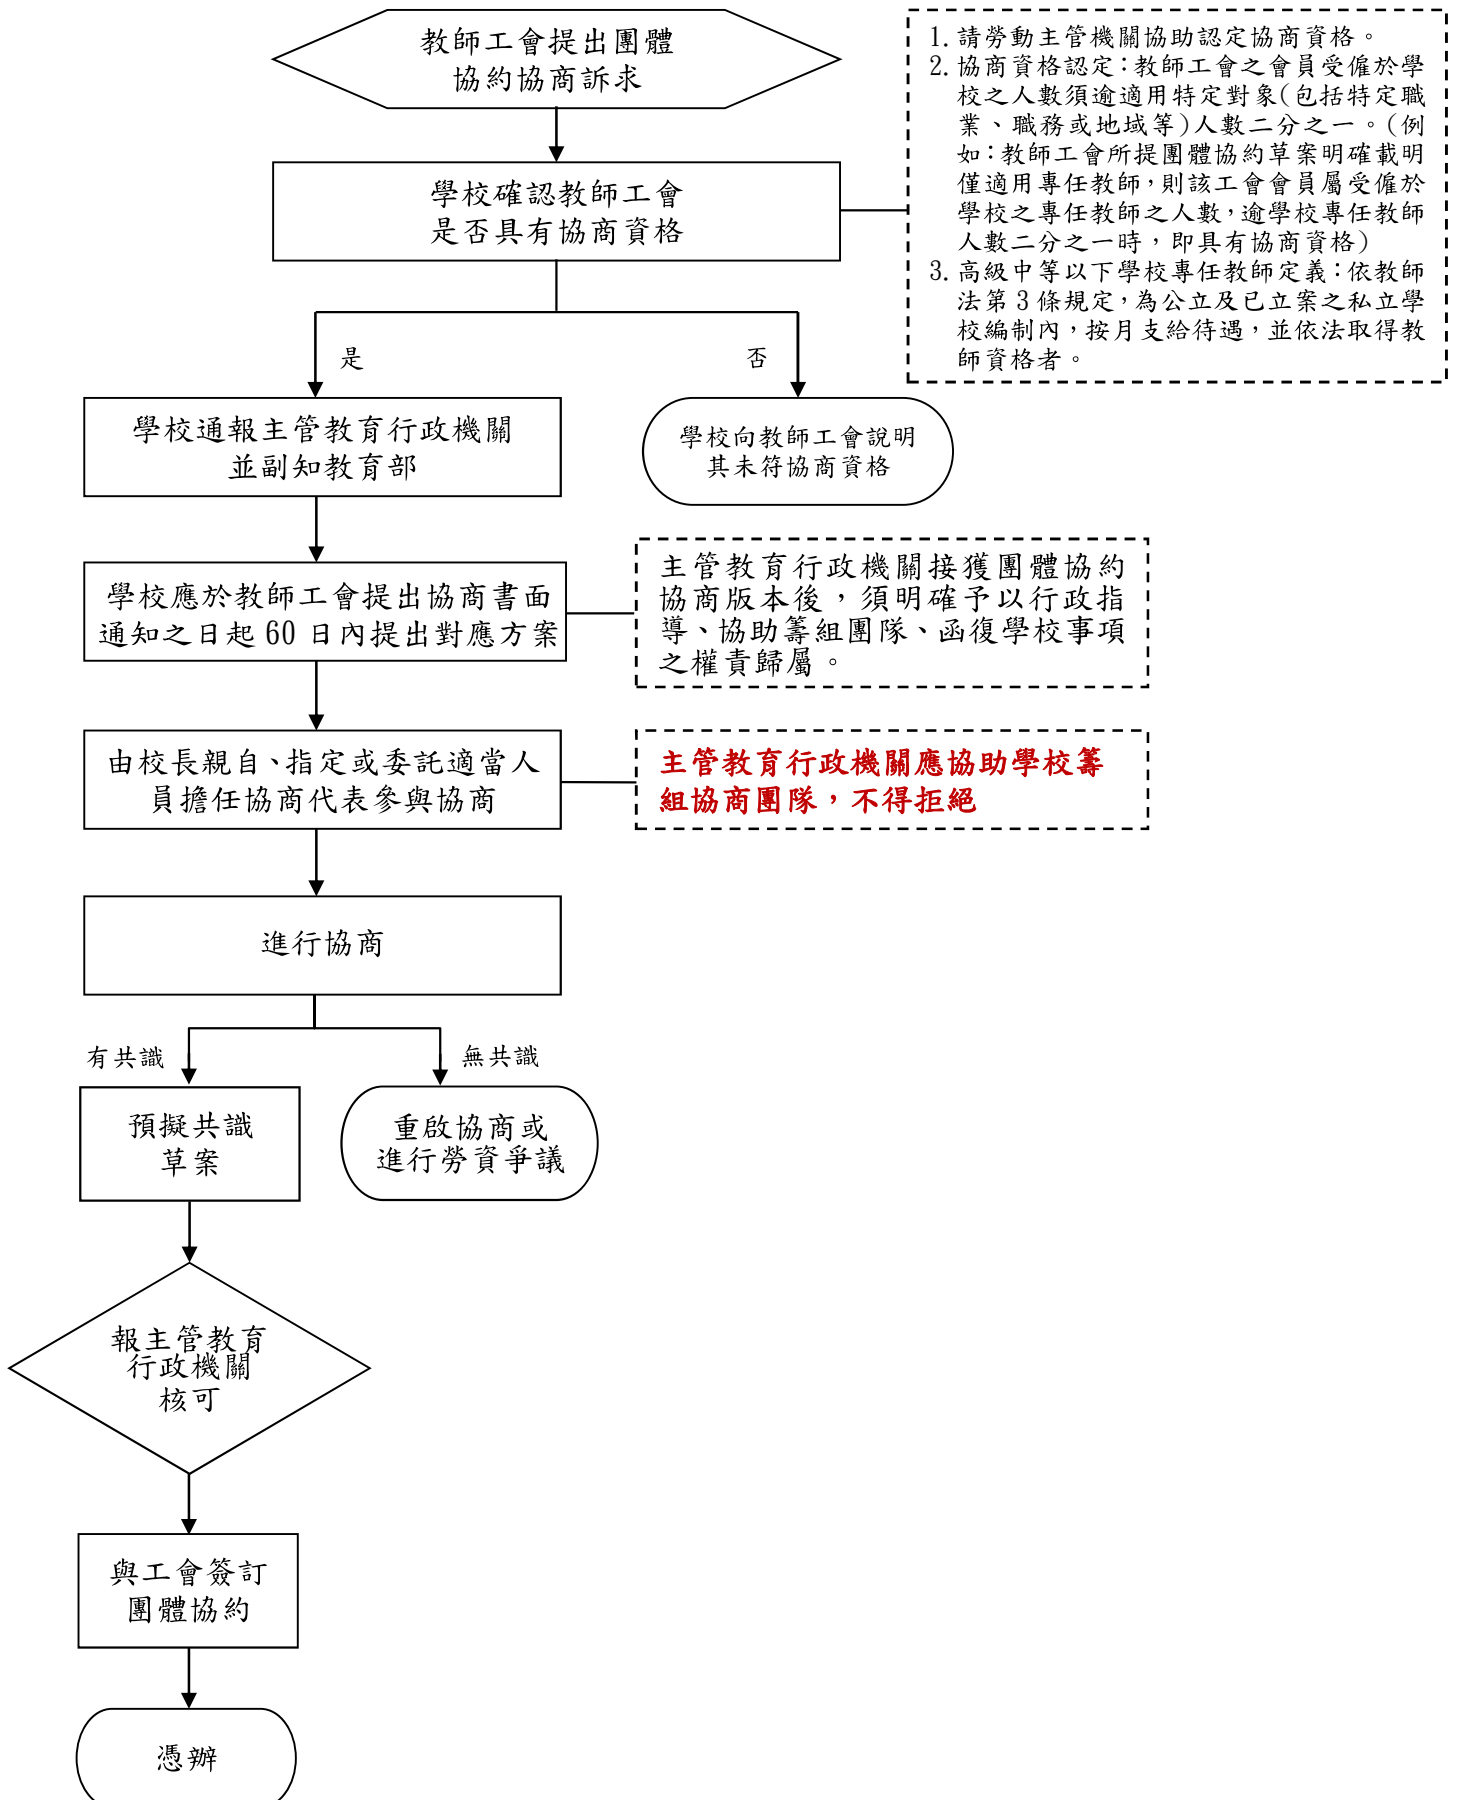 教師工會提出團體
協約協商訴求
1.請勞動主管機關協助認定協商資格。
2.協商資格認定：教師工會之會員受僱於學
校之人數須逾適用特定對象(包括特定職
業、職務或地域等)人數二分之一。(例
如：教師工會所提團體協約草案明確載明
僅適用專任教師，則該工會會員屬受僱於
學校之專任教師之人數，逾學校專任教師
人數二分之一時，即具有協商資格)
3.高級中等以下學校專任教師定義：依教師
法第 3 條規定，為公立及已立案之私立學
校編制內，按月支給待遇，並依法取得教
師資格者。
學校確認教師工會
是否具有協商資格
是
否
學校通報主管教育行政機關
並副知教育部
學校向教師工會說明
其未符協商資格
學校應於教師工會提出協商書面
通知之日起 60 日內提出對應方案
主管教育行政機關接獲團體協約
協商版本後，須明確予以行政指
導、協助籌組團隊、函復學校事項
之權責歸屬。
由校長親自、指定或委託適當人
員擔任協商代表參與協商
主管教育行政機關應協助學校籌
組協商團隊，不得拒絕
進行協商
有共識
無共識
預擬共識
草案
重啟協商或
進行勞資爭議
報主管教育
行政機關
核可
與工會簽訂
團體協約
憑辦